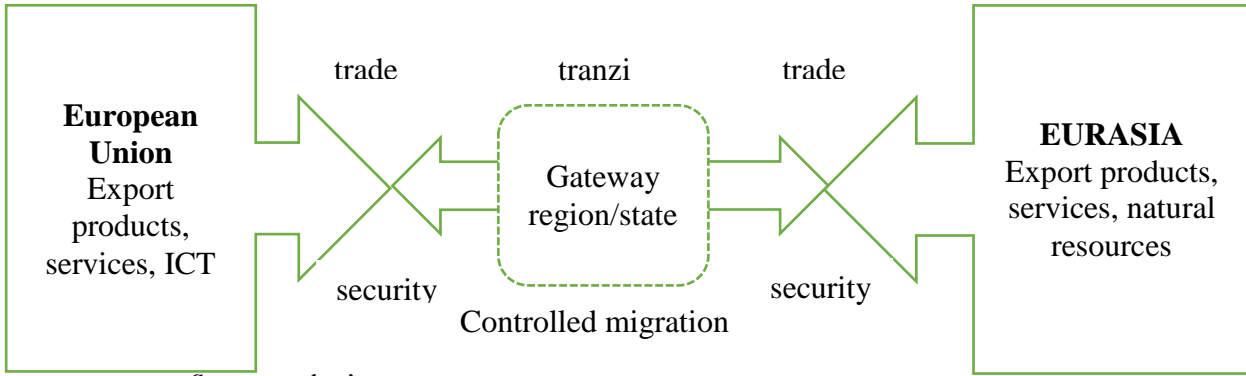 trade
tranzi
trade
European
Union
Export
products,
services, ICT
Gateway
region/state
EURASIA
Export products,
services, natural
resources
security
security
Controlled migration